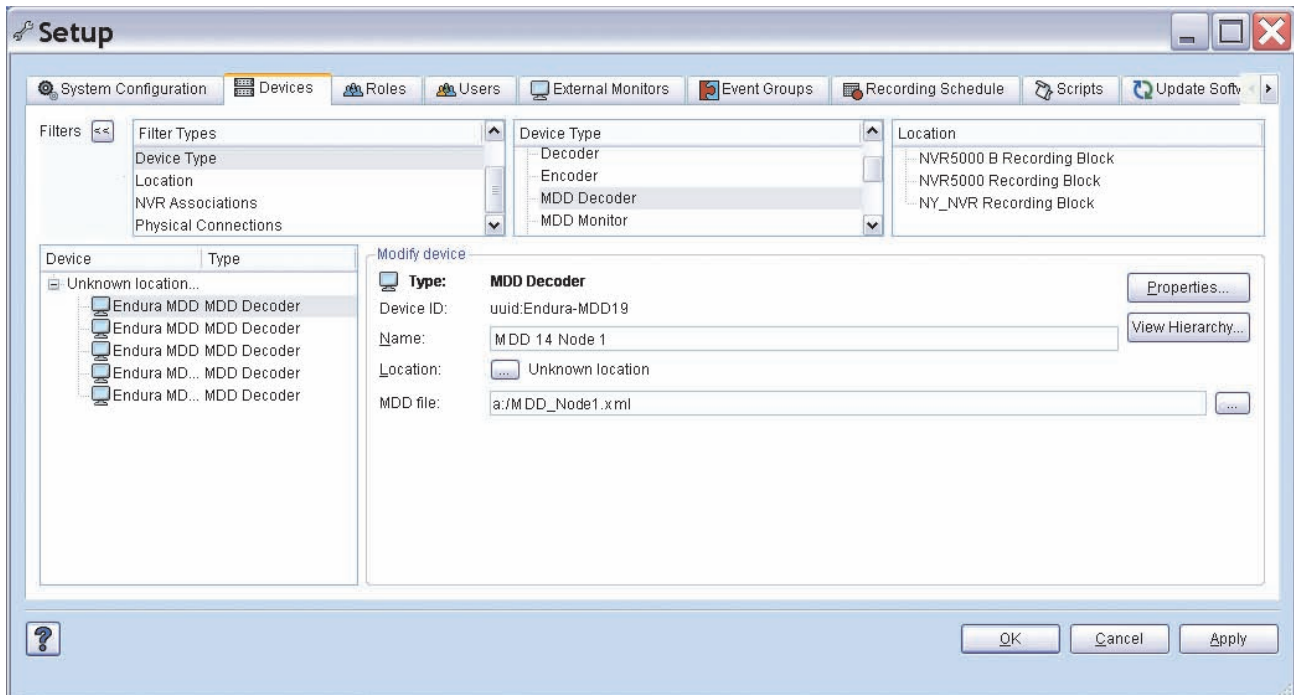 Setup
System Configuration Devices Roles Users External Monitors Event Groups Recording Schedule Scripts Update Softw
Filters << Filter Types Device Type Location
Device Type Decoder NVR5000 B Recording Block
Location Encoder NVR5000 Recording Block
NVR Associations MDD Decoder NY_NVR Recording Block
Physical Connections MDD Monitor
Device Type
Unknown location...
Endura MDD MDD Decoder
Endura MDD MDD Decoder
Endura MDD MDD Decoder
Endura MD... MDD Decoder
Endura MD... MDD Decoder
Modify device
Type: MDD Decoder
Properties...
Device ID: uuid:Endura-MDD19
Name: MDD 14 Node 1
View Hierarchy...
Location: ... Unknown location
MDD file: a:/MDD_Node1.xml ...
? OK Cancel Apply